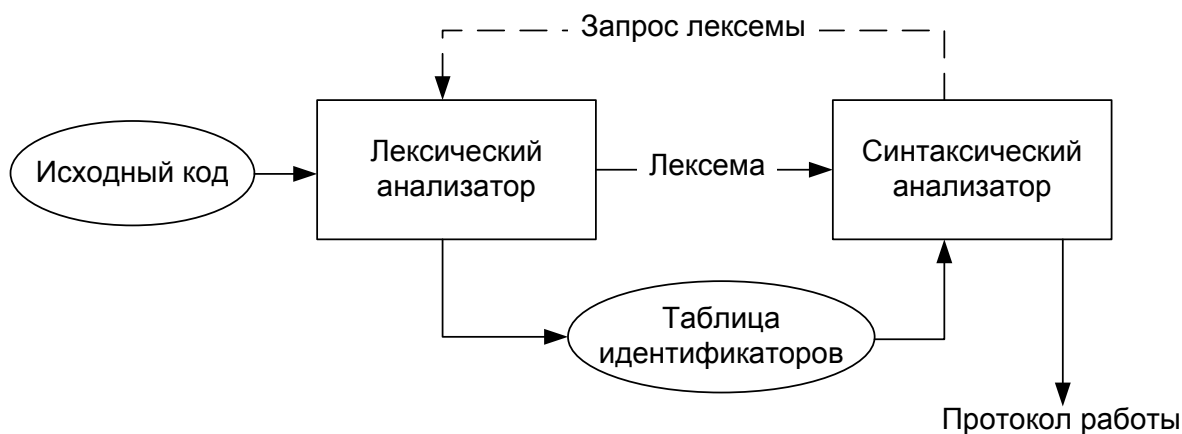 Запрос лексемы
Исходный код
Лексический
анализатор
Лексема
Синтаксический
анализатор
Таблица
идентификаторов
Протокол работы